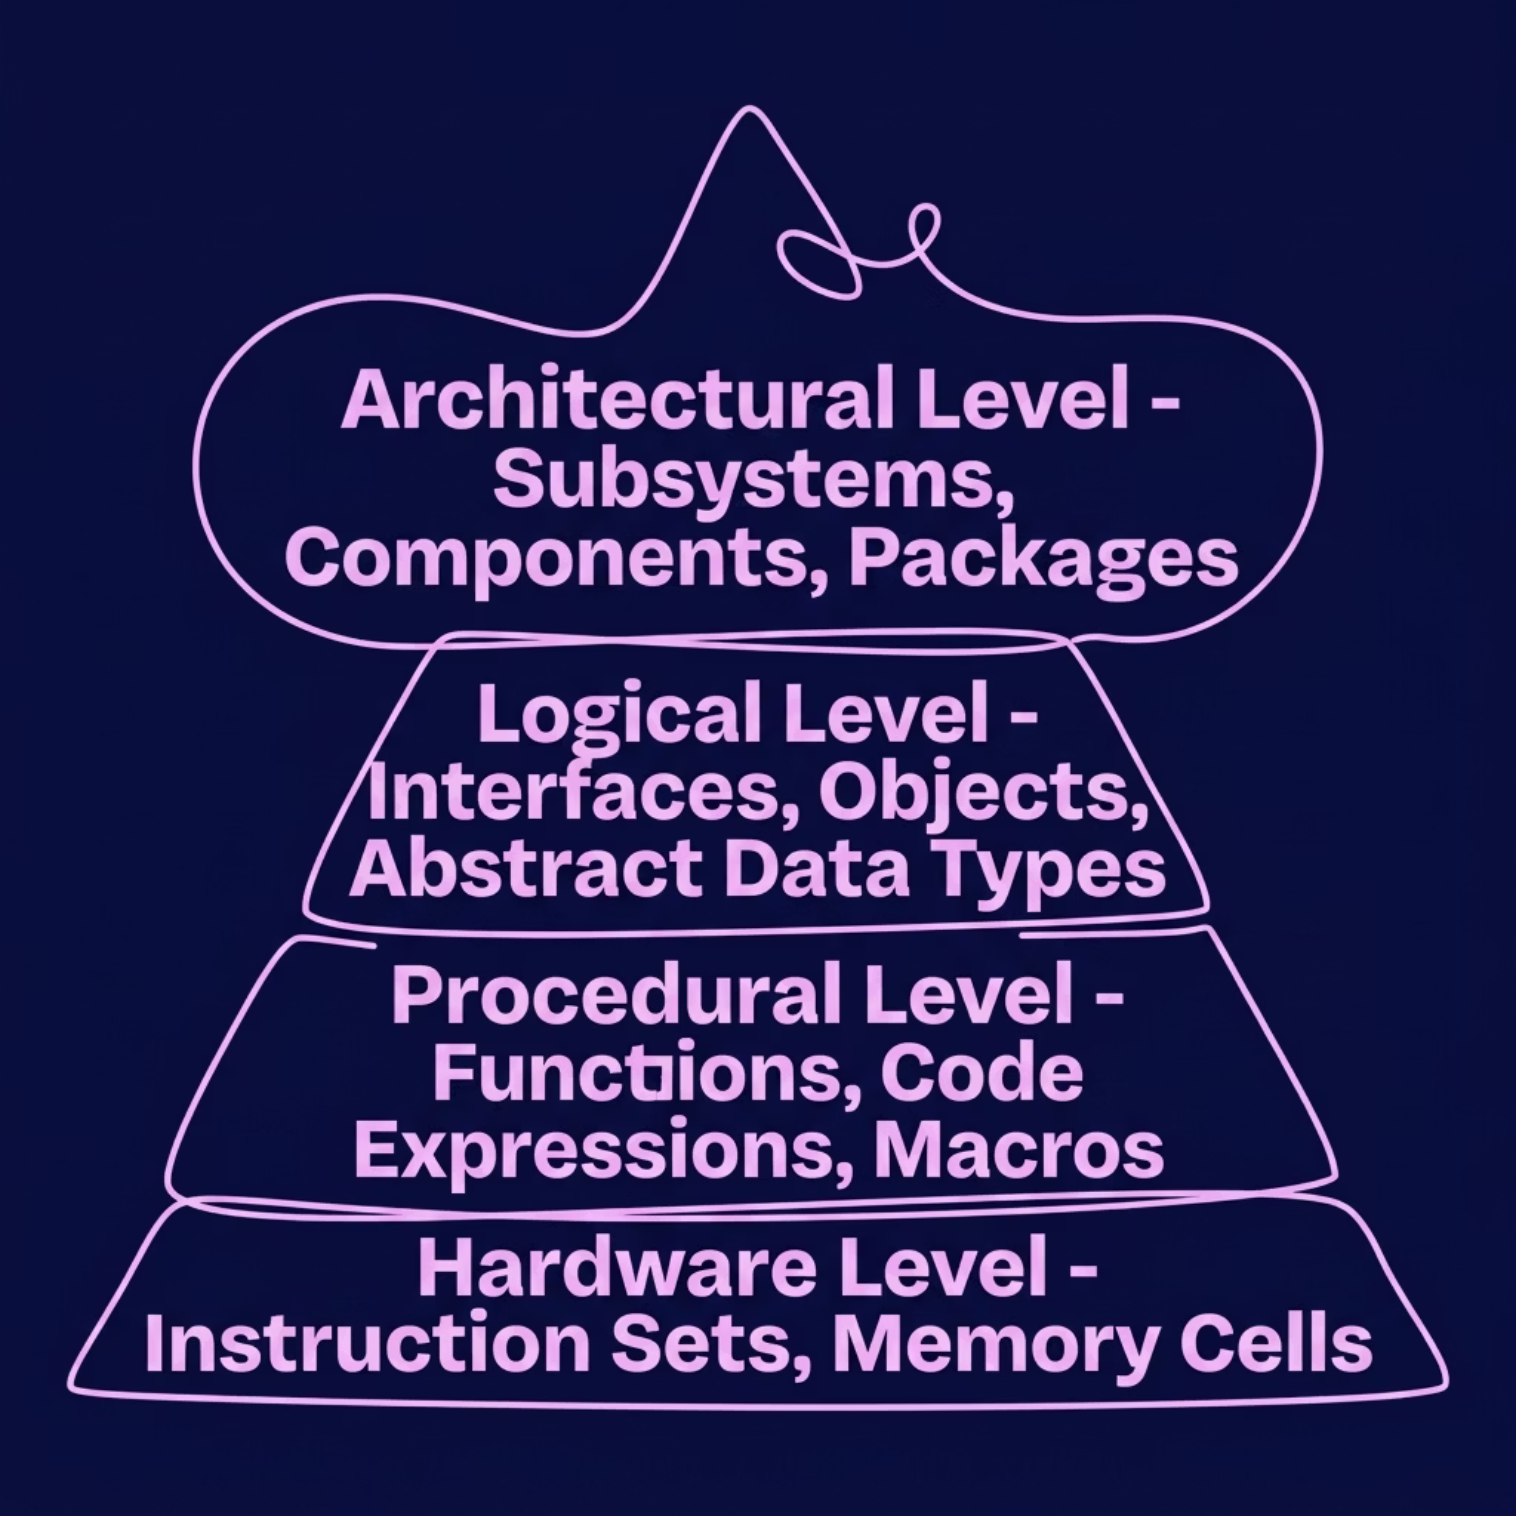 Architectural Level -
Subsystems,
Components, Packages
Logical Level -
Interfaces, Objects,
Abstract Data Types
Procedural Level -
Functions, Code
Expressions, Macros
Hardware Level -
Instruction Sets, Memory Cells